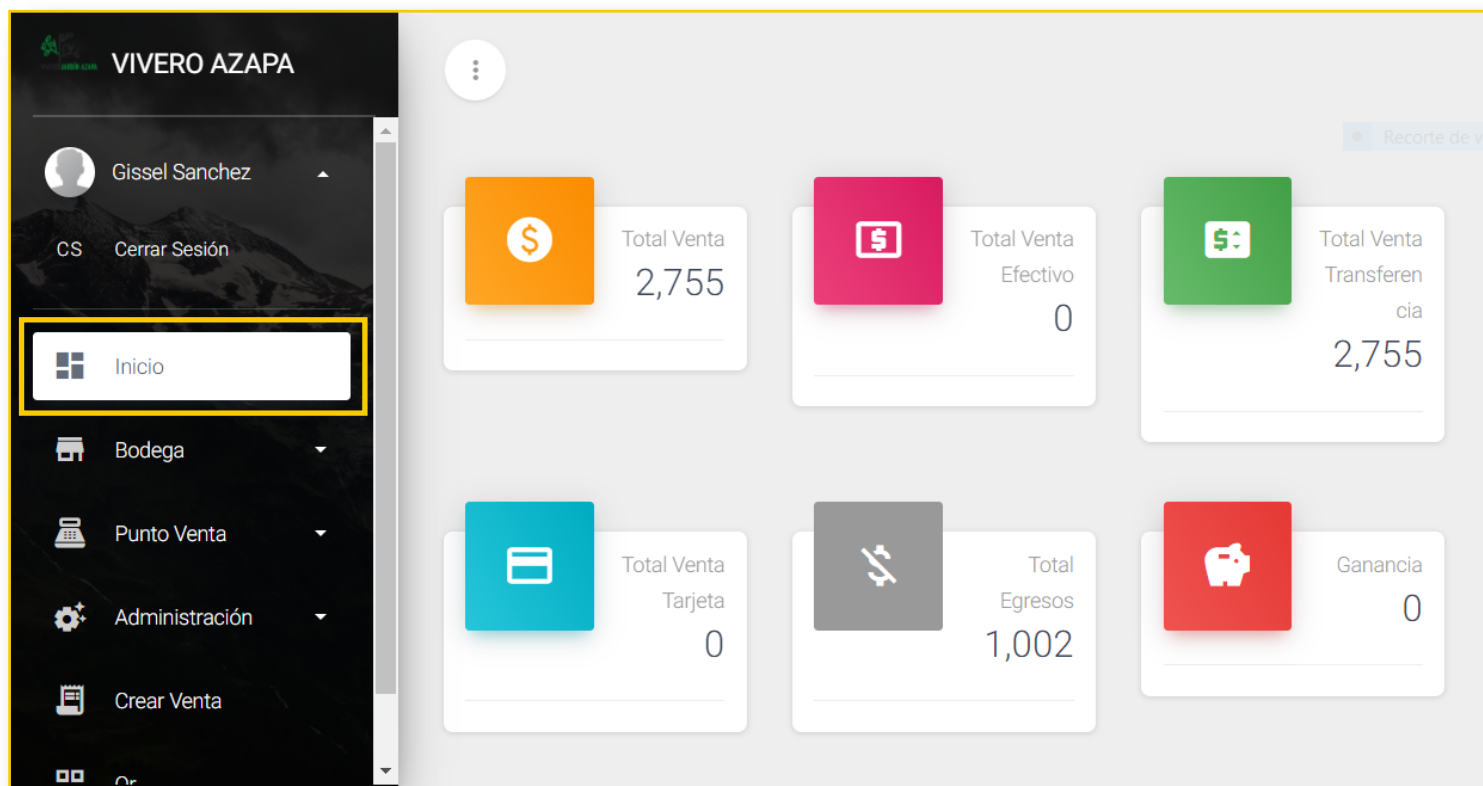 VIVERO AZAPA
Gissel Sanchez
CS Cerrar Sesión
Inicio
Bodega
Punto Venta
Administración
Crear Venta
Recorte de
Total Venta
2,755
Total Venta
Efectivo
0
Total Venta
Transferen
cia
2,755
Total Venta
Tarjeta
0
Total
Egresos
1,002
Ganancia
0